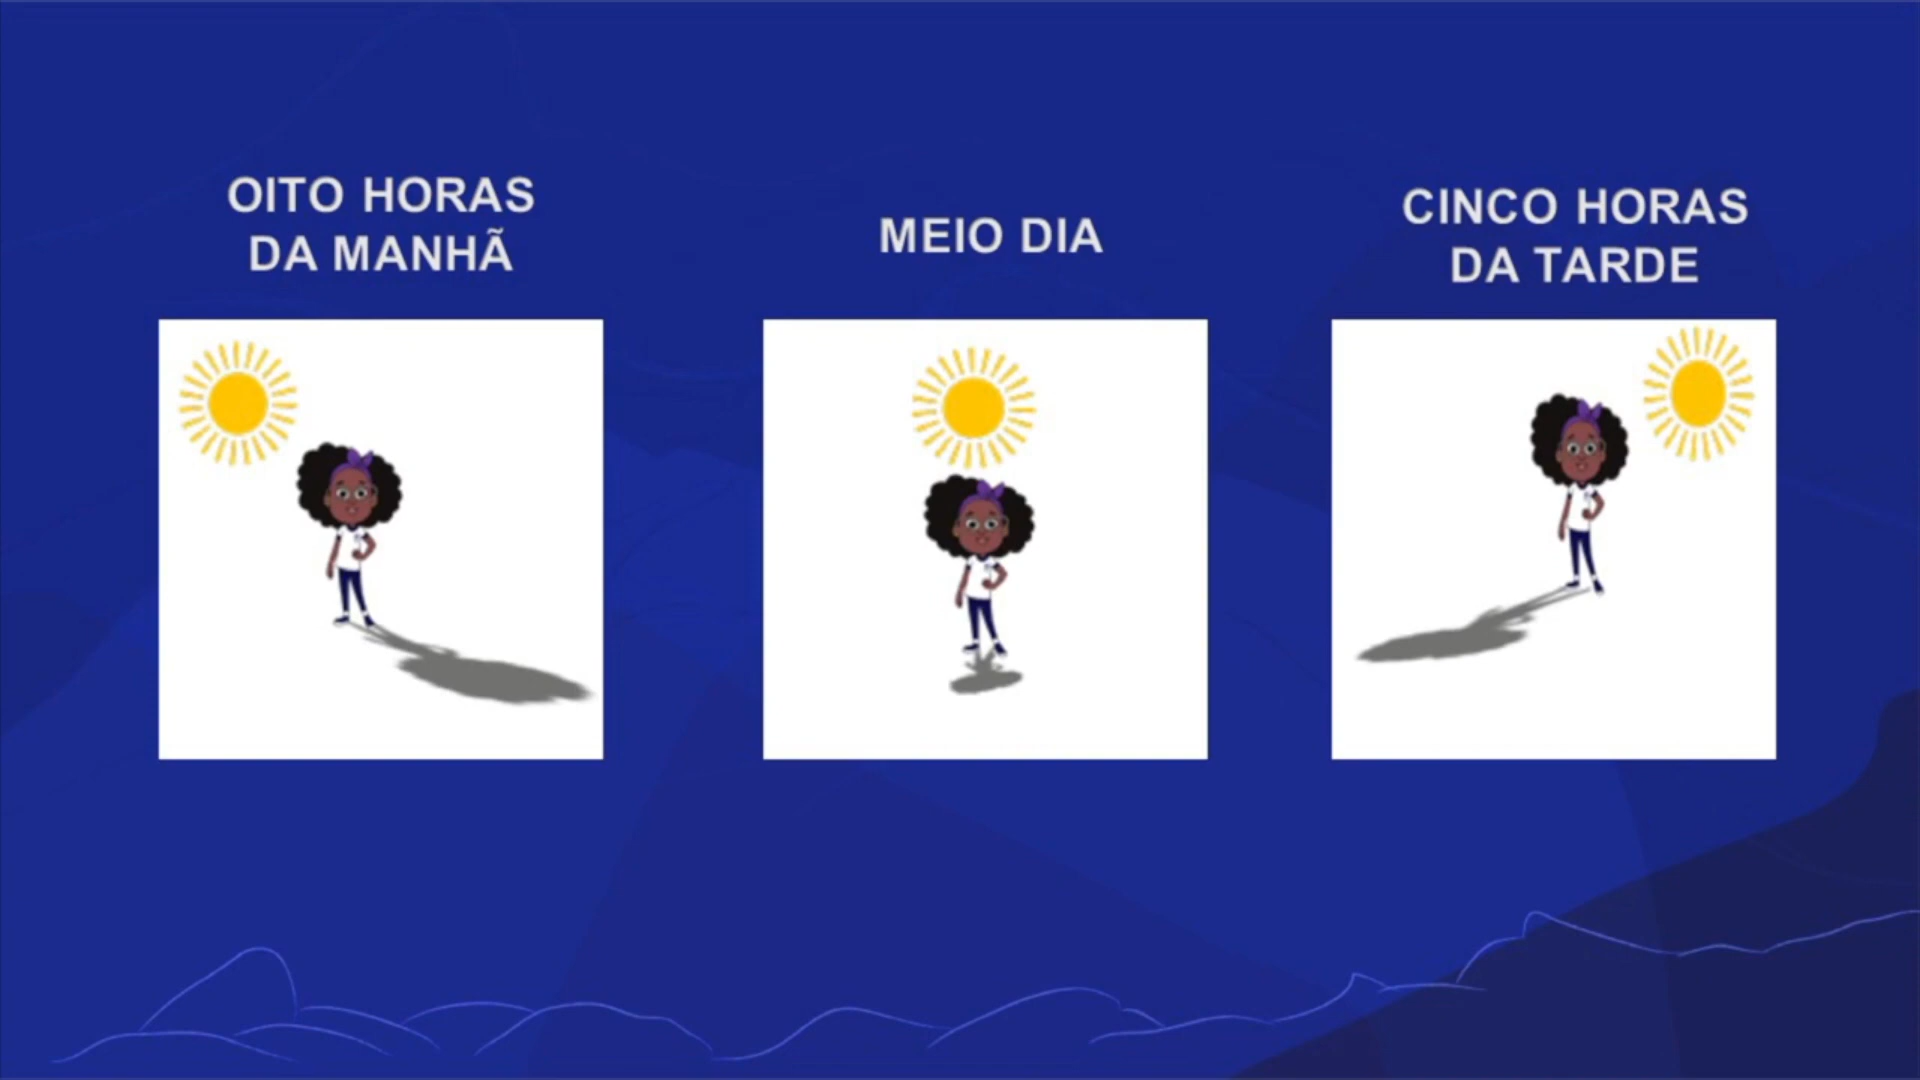 OITO HORAS
DA MANHÃ
MEIO DIA
CINCO HORAS
DA TARDE